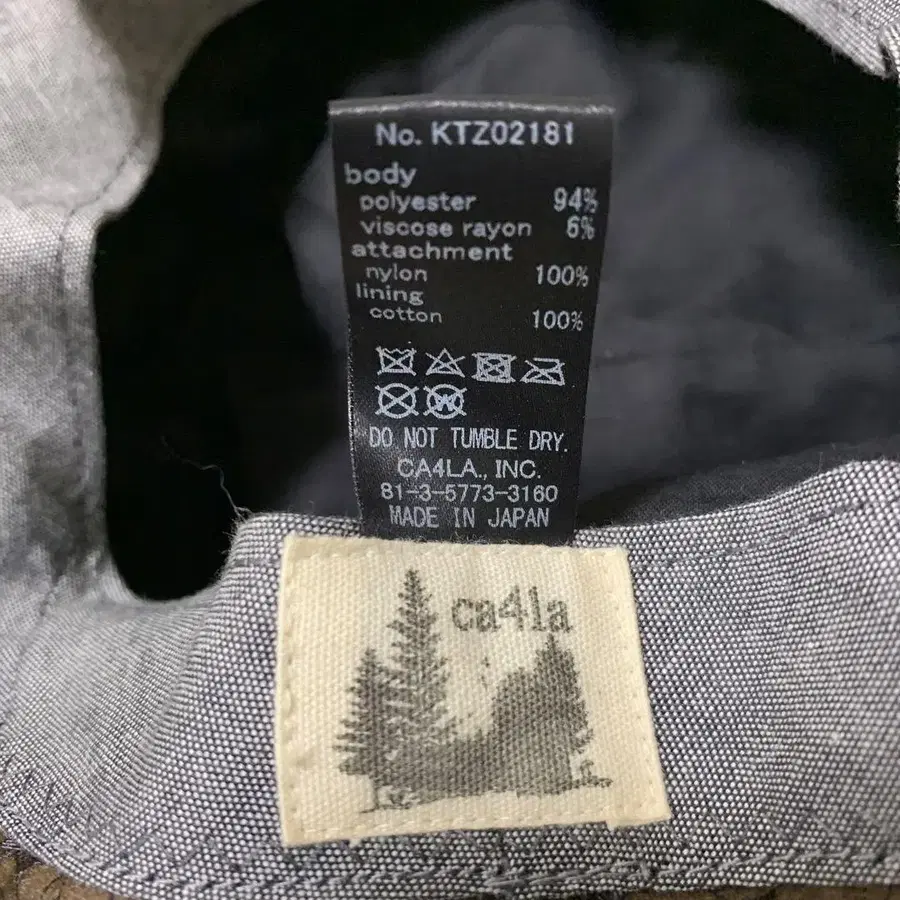 No. KTZ02181
body
polyester 94%
viscose rayon 6%
attachment
nylon 100%
lining
cotton 100%
DO NOT TUMBLE DRY.
CA4LA., INC.
81-3-5773-3160
MADE IN JAPAN
ca4la